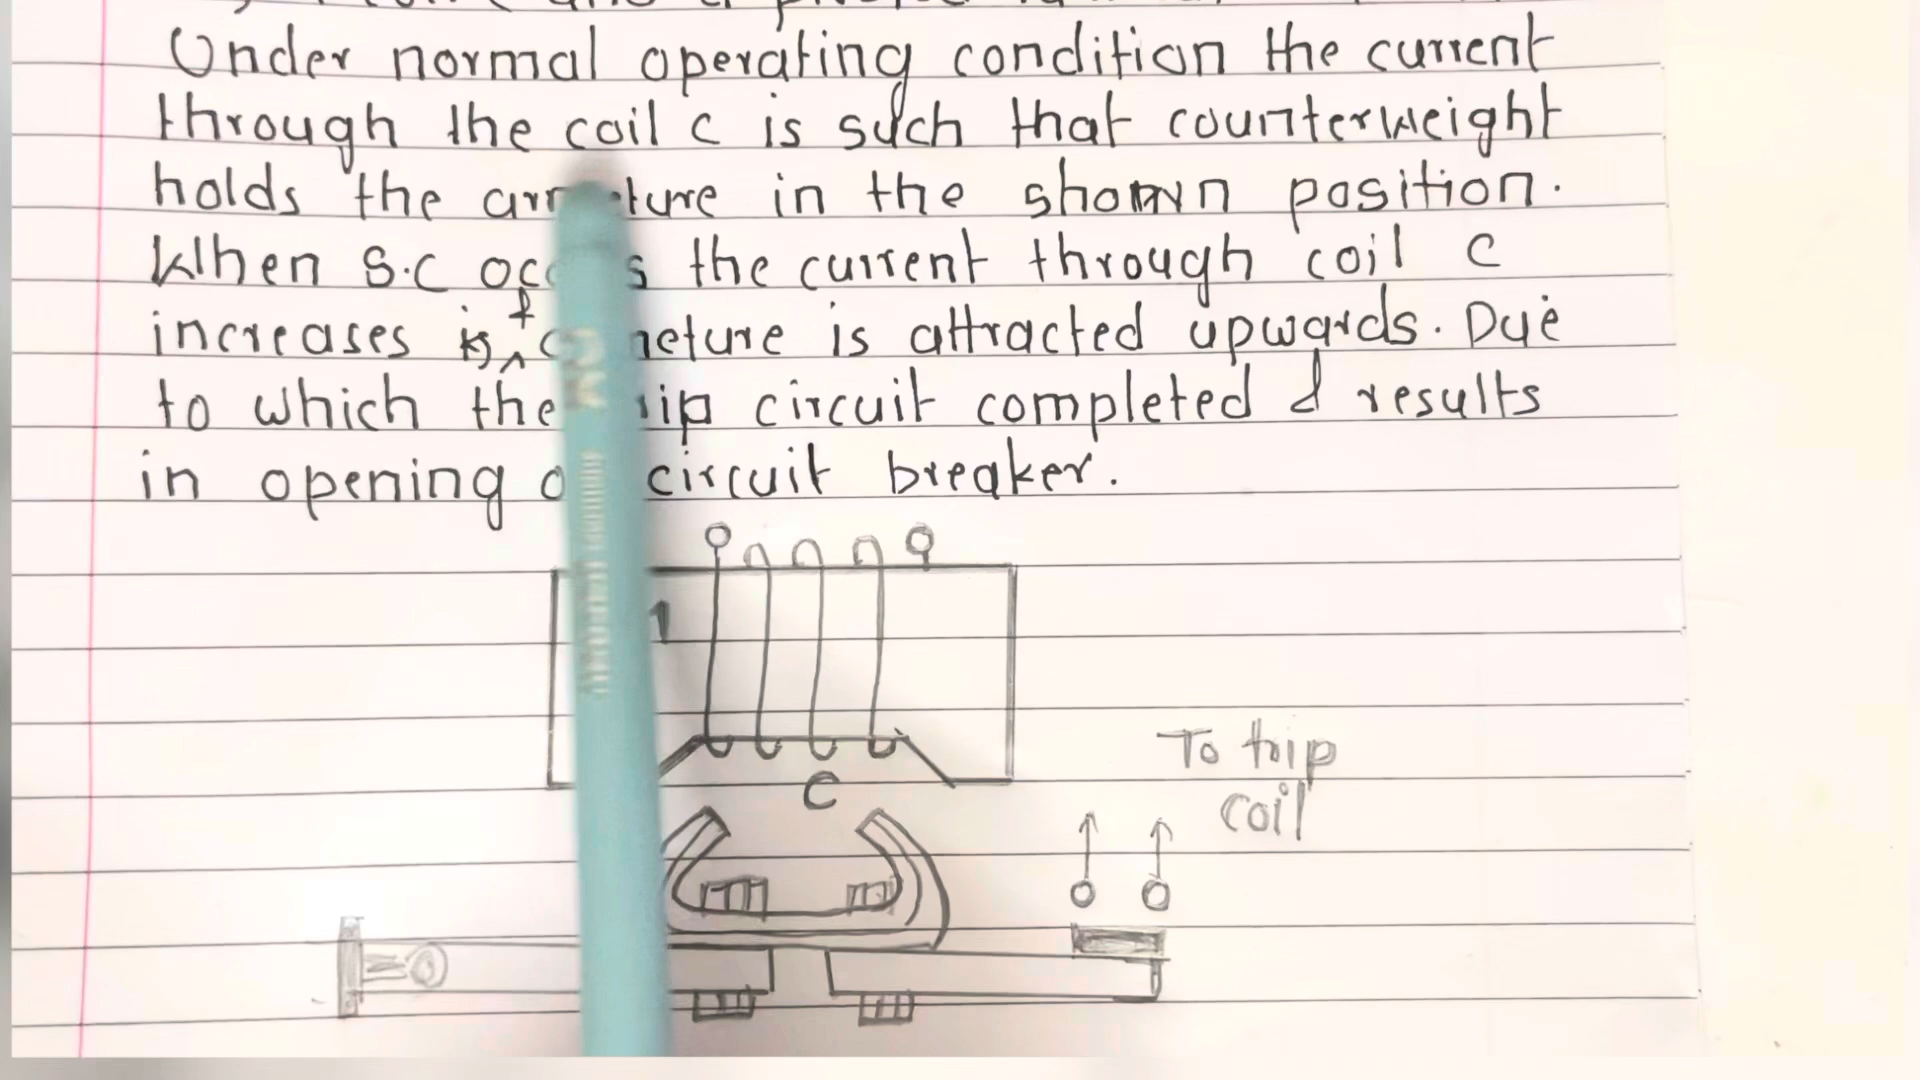 Under normal operating condition the current
through the coil c is such that counterweight
holds the in the shown position.
When S.C the current through coil C
increases is attracted upwards. Due
to which the circuit completed & results
in opening circuit breaker.
C
To trip
coil